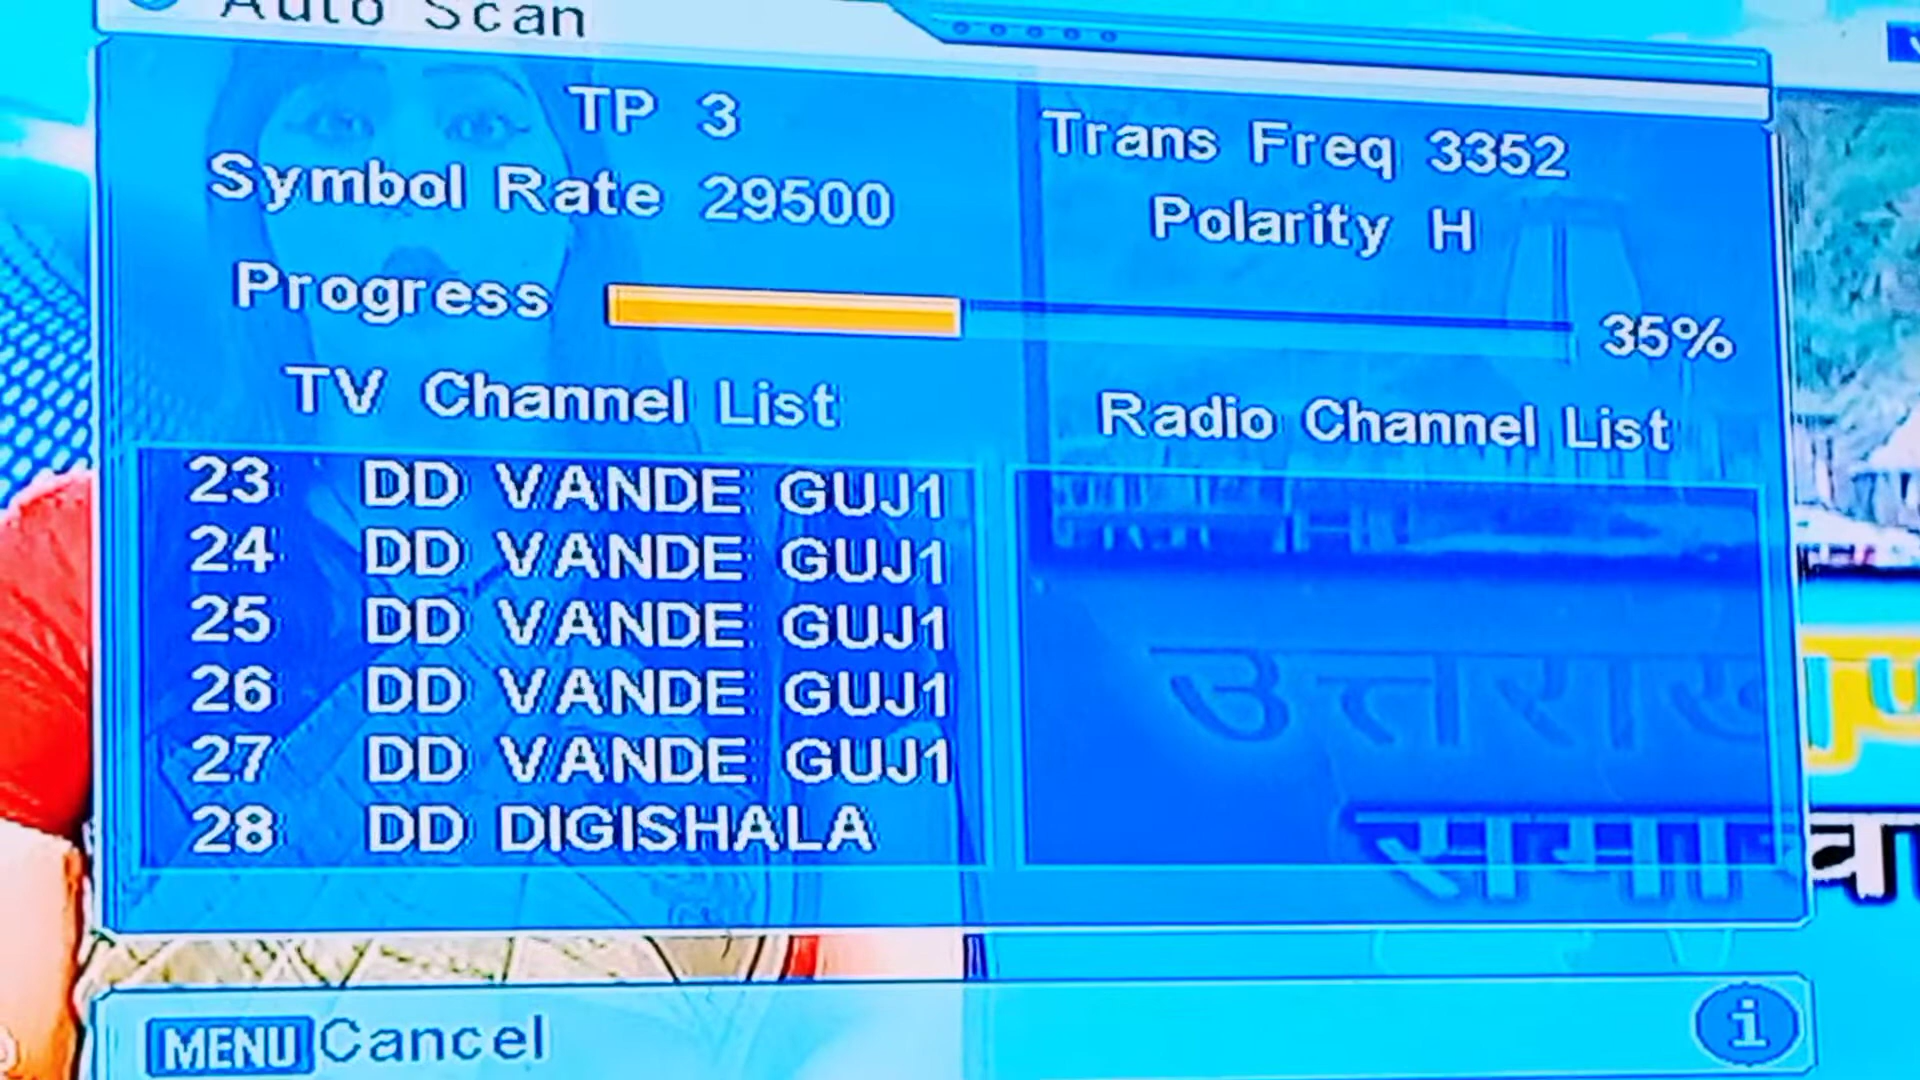 Auto Scan
TP 3
Trans Freq 3352
Symbol Rate 29500
Polarity H
Progress
35%
TV Channel List
Radio Channel List
23 DD VANDE GUJ1
24 DD VANDE GUJ1
25 DD VANDE GUJ1
26 DD VANDE GUJ1
27 DD VANDE GUJ1
28 DD DIGISHALA
MENU Cancel
i